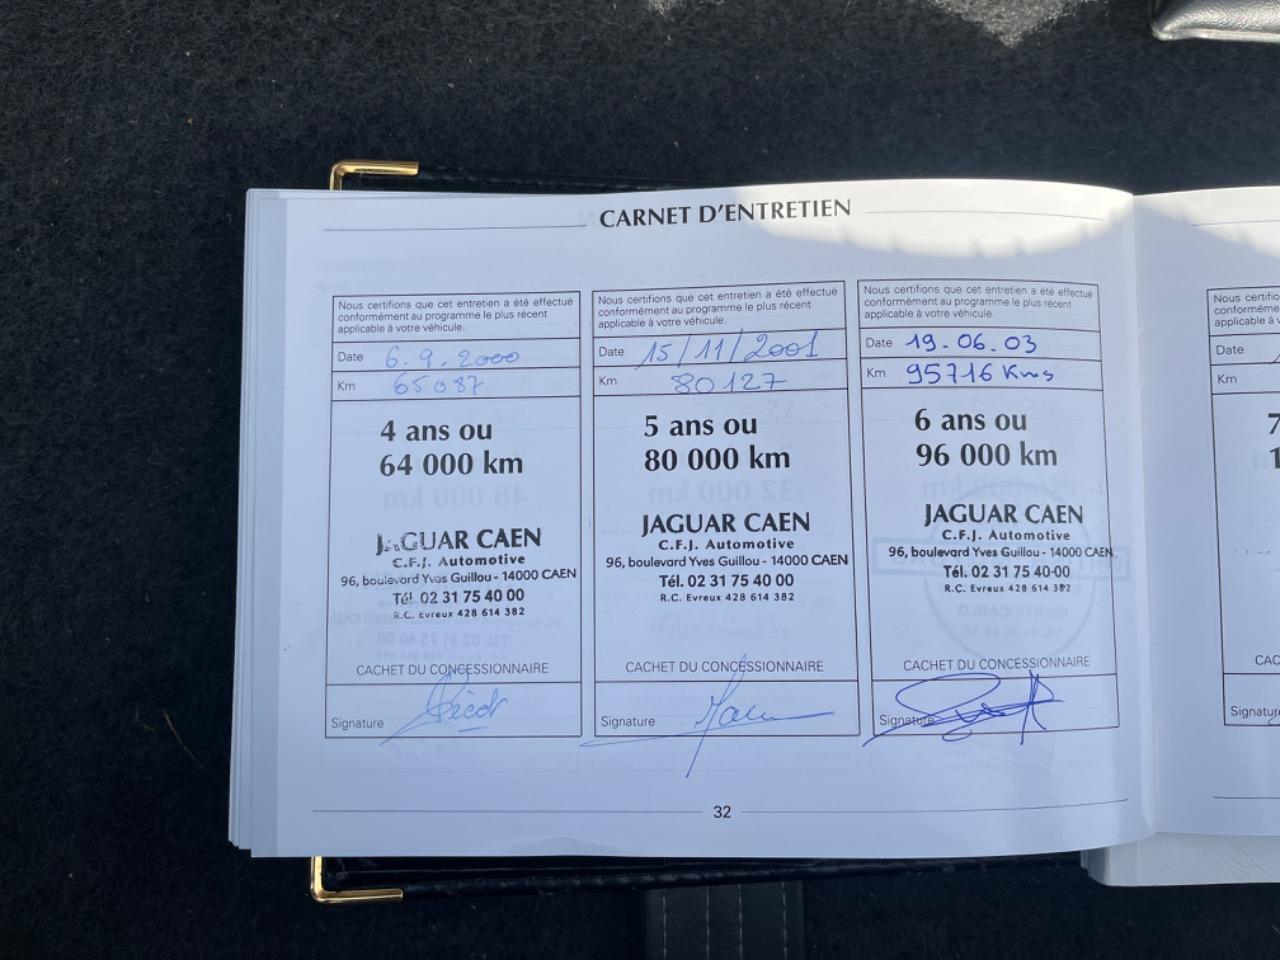 CARNET D'ENTRETIEN
Nous certifions que cet entretien a été effectué
conformément au programme le plus récent
applicable à votre véhicule.
Date 6.9.2000
Km 65087
4 ans ou
64 000 km
JAGUAR CAEN
C.F.J. Automotive
96, boulevard Yves Guillou - 14000 CAEN
Tél. 02 31 75 40 00
R.C. Evreux 428 614 382
CACHET DU CONCESSIONNAIRE
Signature
Nous certifions que cet entretien a été effectué
conformément au programme le plus récent
applicable à votre véhicule.
Date 15/11/2001
Km 80127
5 ans ou
80 000 km
JAGUAR CAEN
C.F.J. Automotive
96, boulevard Yves Guillou - 14000 CAEN
Tél. 02 31 75 40 00
R.C. Evreux 428 614 382
CACHET DU CONCESSIONNAIRE
Signature
Nous certifions que cet entretien a été effectué
conformément au programme le plus récent
applicable à votre véhicule.
Date 19.06.03
Km 95716 Kms
6 ans ou
96 000 km
JAGUAR CAEN
C.F.J. Automotive
96, boulevard Yves Guillou - 14000 CAEN
Tél. 02 31 75 40-00
R.C. Evreux 428 614 382
CACHET DU CONCESSIONNAIRE
Signature
32
Nous
Date
Km
7